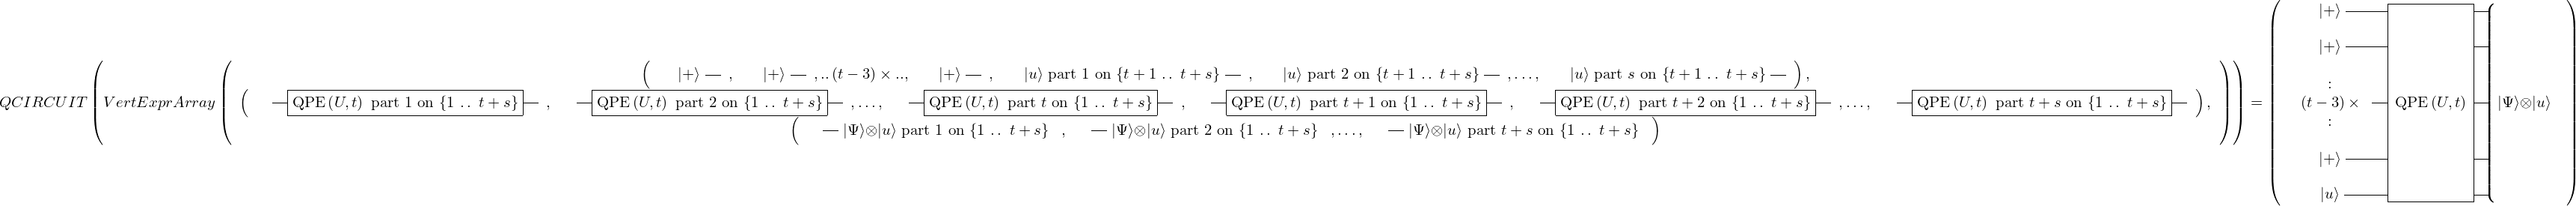 |+⟩
|+⟩
( |+⟩ , |+⟩ , .. (t − 3) × .., |+⟩ , |u⟩ part 1 on {t + 1 . . t + s} , |u⟩ part 2 on {t + 1 . . t + s} , . . . , |u⟩ part s on {t + 1 . . t + s} ) ,
:
QCIRCUIT ( VertExprArray ( ( QPE (U, t) part 1 on {1 . . t + s} , QPE (U, t) part 2 on {1 . . t + s} , . . . , QPE (U, t) part t on {1 . . t + s} , QPE (U, t) part t + 1 on {1 . . t + s} , QPE (U, t) part t + 2 on {1 . . t + s} , . . . , QPE (U, t) part t + s on {1 . . t + s} ) , ) ) = ( (t − 3) × QPE (U, t) |Ψ⟩⊗|u⟩ )
:
( |Ψ⟩⊗|u⟩ part 1 on {1 . . t + s} , |Ψ⟩⊗|u⟩ part 2 on {1 . . t + s} , . . . , |Ψ⟩⊗|u⟩ part t + s on {1 . . t + s} )
|+⟩
|u⟩